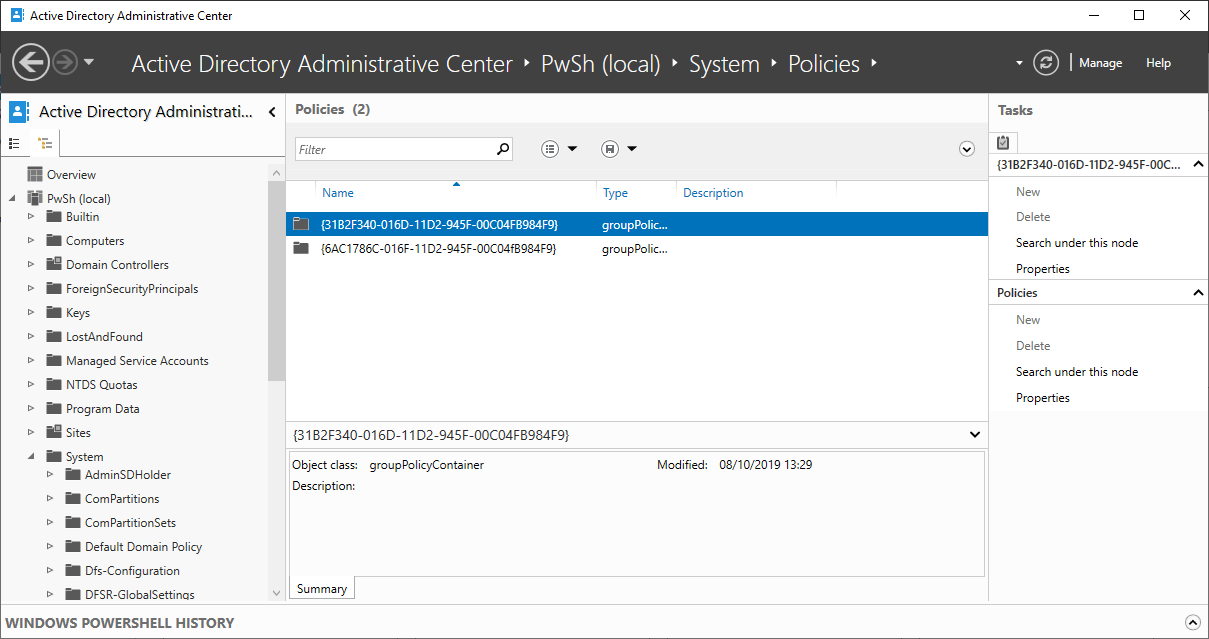 Active Directory Administrative Center
Active Directory Administrative Center PwSh (local) System Policies Manage Help
Active Directory Administrati...
Overview
PwSh (local)
Builtin
Computers
Domain Controllers
ForeignSecurityPrincipals
Keys
LostAndFound
Managed Service Accounts
NTDS Quotas
Program Data
Sites
System
AdminSDHolder
ComPartitions
ComPartitionSets
Default Domain Policy
Dfs-Configuration
DFSR-GlobalSettings
Policies (2)
Filter
Name Type Description
{31B2F340-016D-11D2-945F-00C04FB984F9} groupPolic...
{6AC1786C-016F-11D2-945F-00C04fB984F9} groupPolic...
{31B2F340-016D-11D2-945F-00C04FB984F9}
Object class: groupPolicyContainer Modified: 08/10/2019 13:29
Description:
Summary
Tasks
{31B2F340-016D-11D2-945F-00C...
New
Delete
Search under this node
Properties
Policies
New
Delete
Search under this node
Properties
WINDOWS POWERSHELL HISTORY